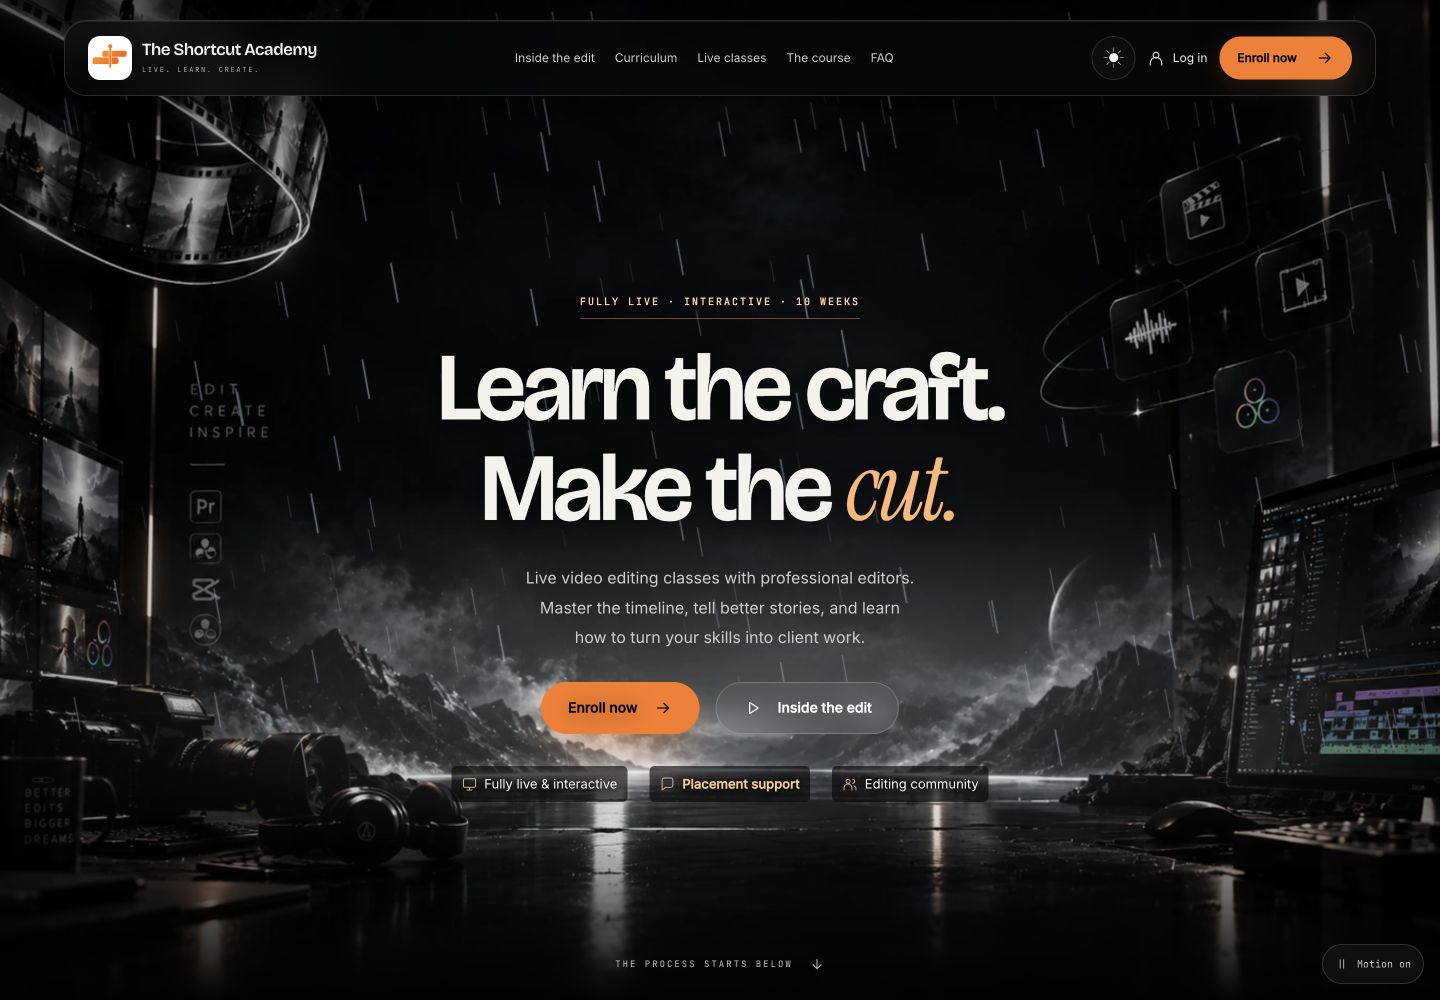 The Shortcut Academy
LIVE. LEARN. CREATE.
Inside the edit
Curriculum
Live classes
The course
FAQ
Log in
Enroll now
FULLY LIVE · INTERACTIVE · 10 WEEKS
Learn the craft.
Make the cut.
EDIT
CREATE
INSPIRE
Pr
Live video editing classes with professional editors.
Master the timeline, tell better stories, and learn
how to turn your skills into client work.
Enroll now
Inside the edit
Fully live & interactive
Placement support
Editing community
BETTER
EDITS
BIGGER
DREAMS
THE PROCESS STARTS BELOW
Motion on